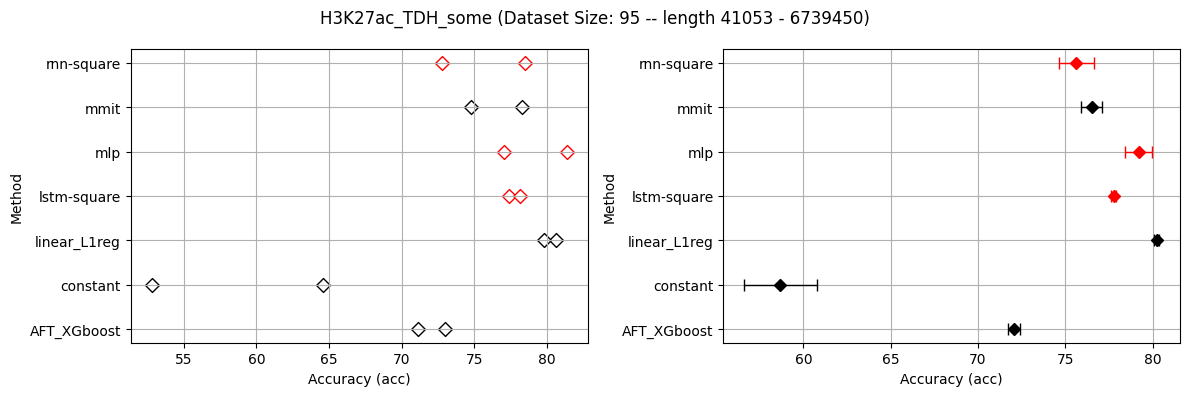 H3K27ac_TDH_some (Dataset Size: 95 -- length 41053 - 6739450)
Method
rnn-square
mmit
mlp
lstm-square
linear_L1reg
constant
AFT_XGboost
55 60 65 70 75 80
Accuracy (acc)
Method
rnn-square
mmit
mlp
lstm-square
linear_L1reg
constant
AFT_XGboost
60 65 70 75 80
Accuracy (acc)